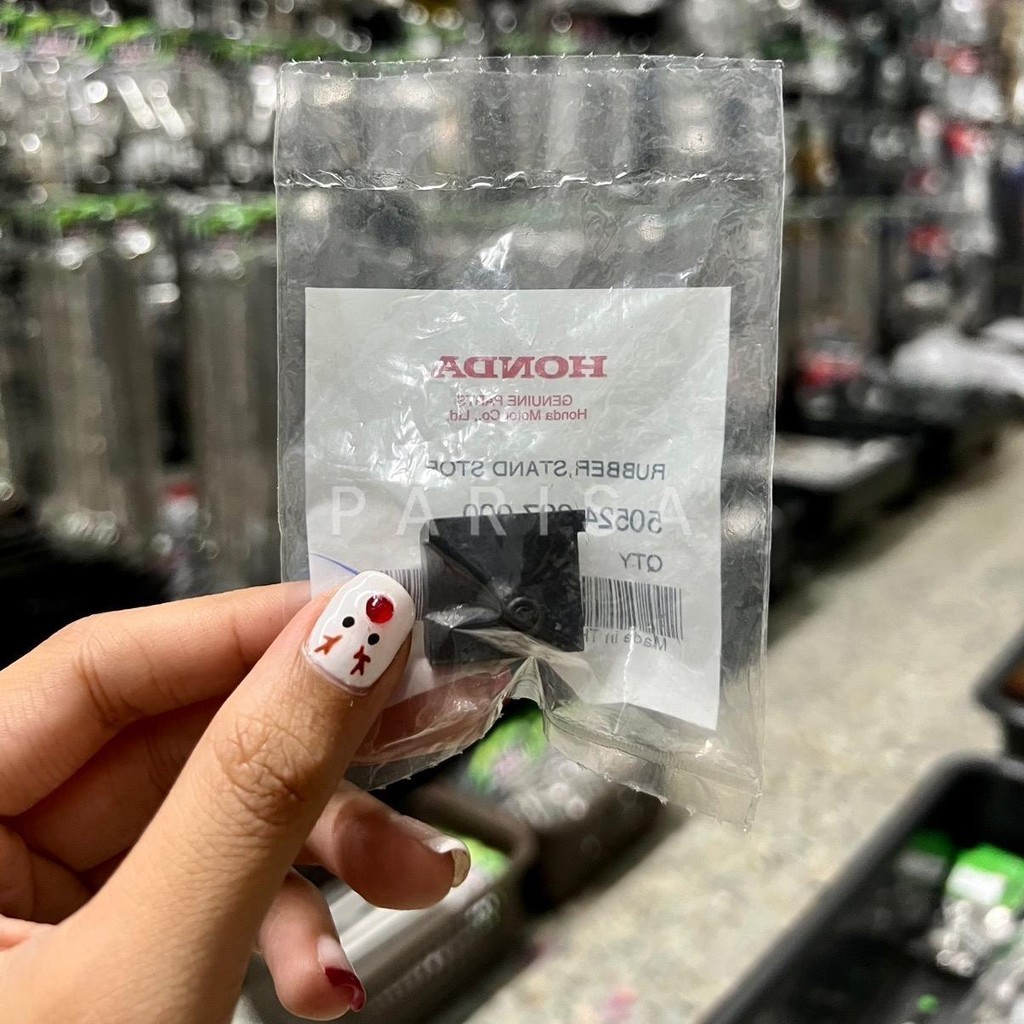 HONDA
GENUINE PARTS
Honda Motor Co., Ltd.
RUBBER,STAND STOP
PARISA
50524-
QTY
Made in